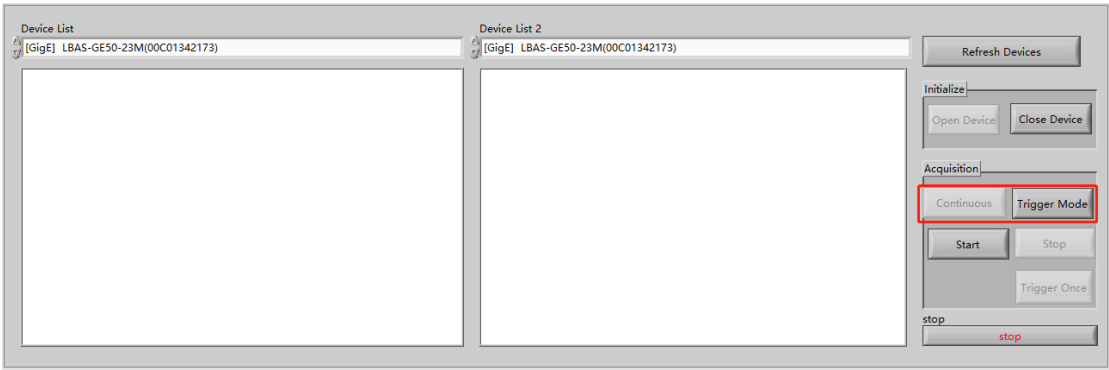 Device List
[GigE] LBAS-GE50-23M(00C01342173)
Device List 2
[GigE] LBAS-GE50-23M(00C01342173)
Refresh Devices
Initialize
Open Device
Close Device
Acquisition
Continuous
Trigger Mode
Start
Stop
Trigger Once
stop
stop